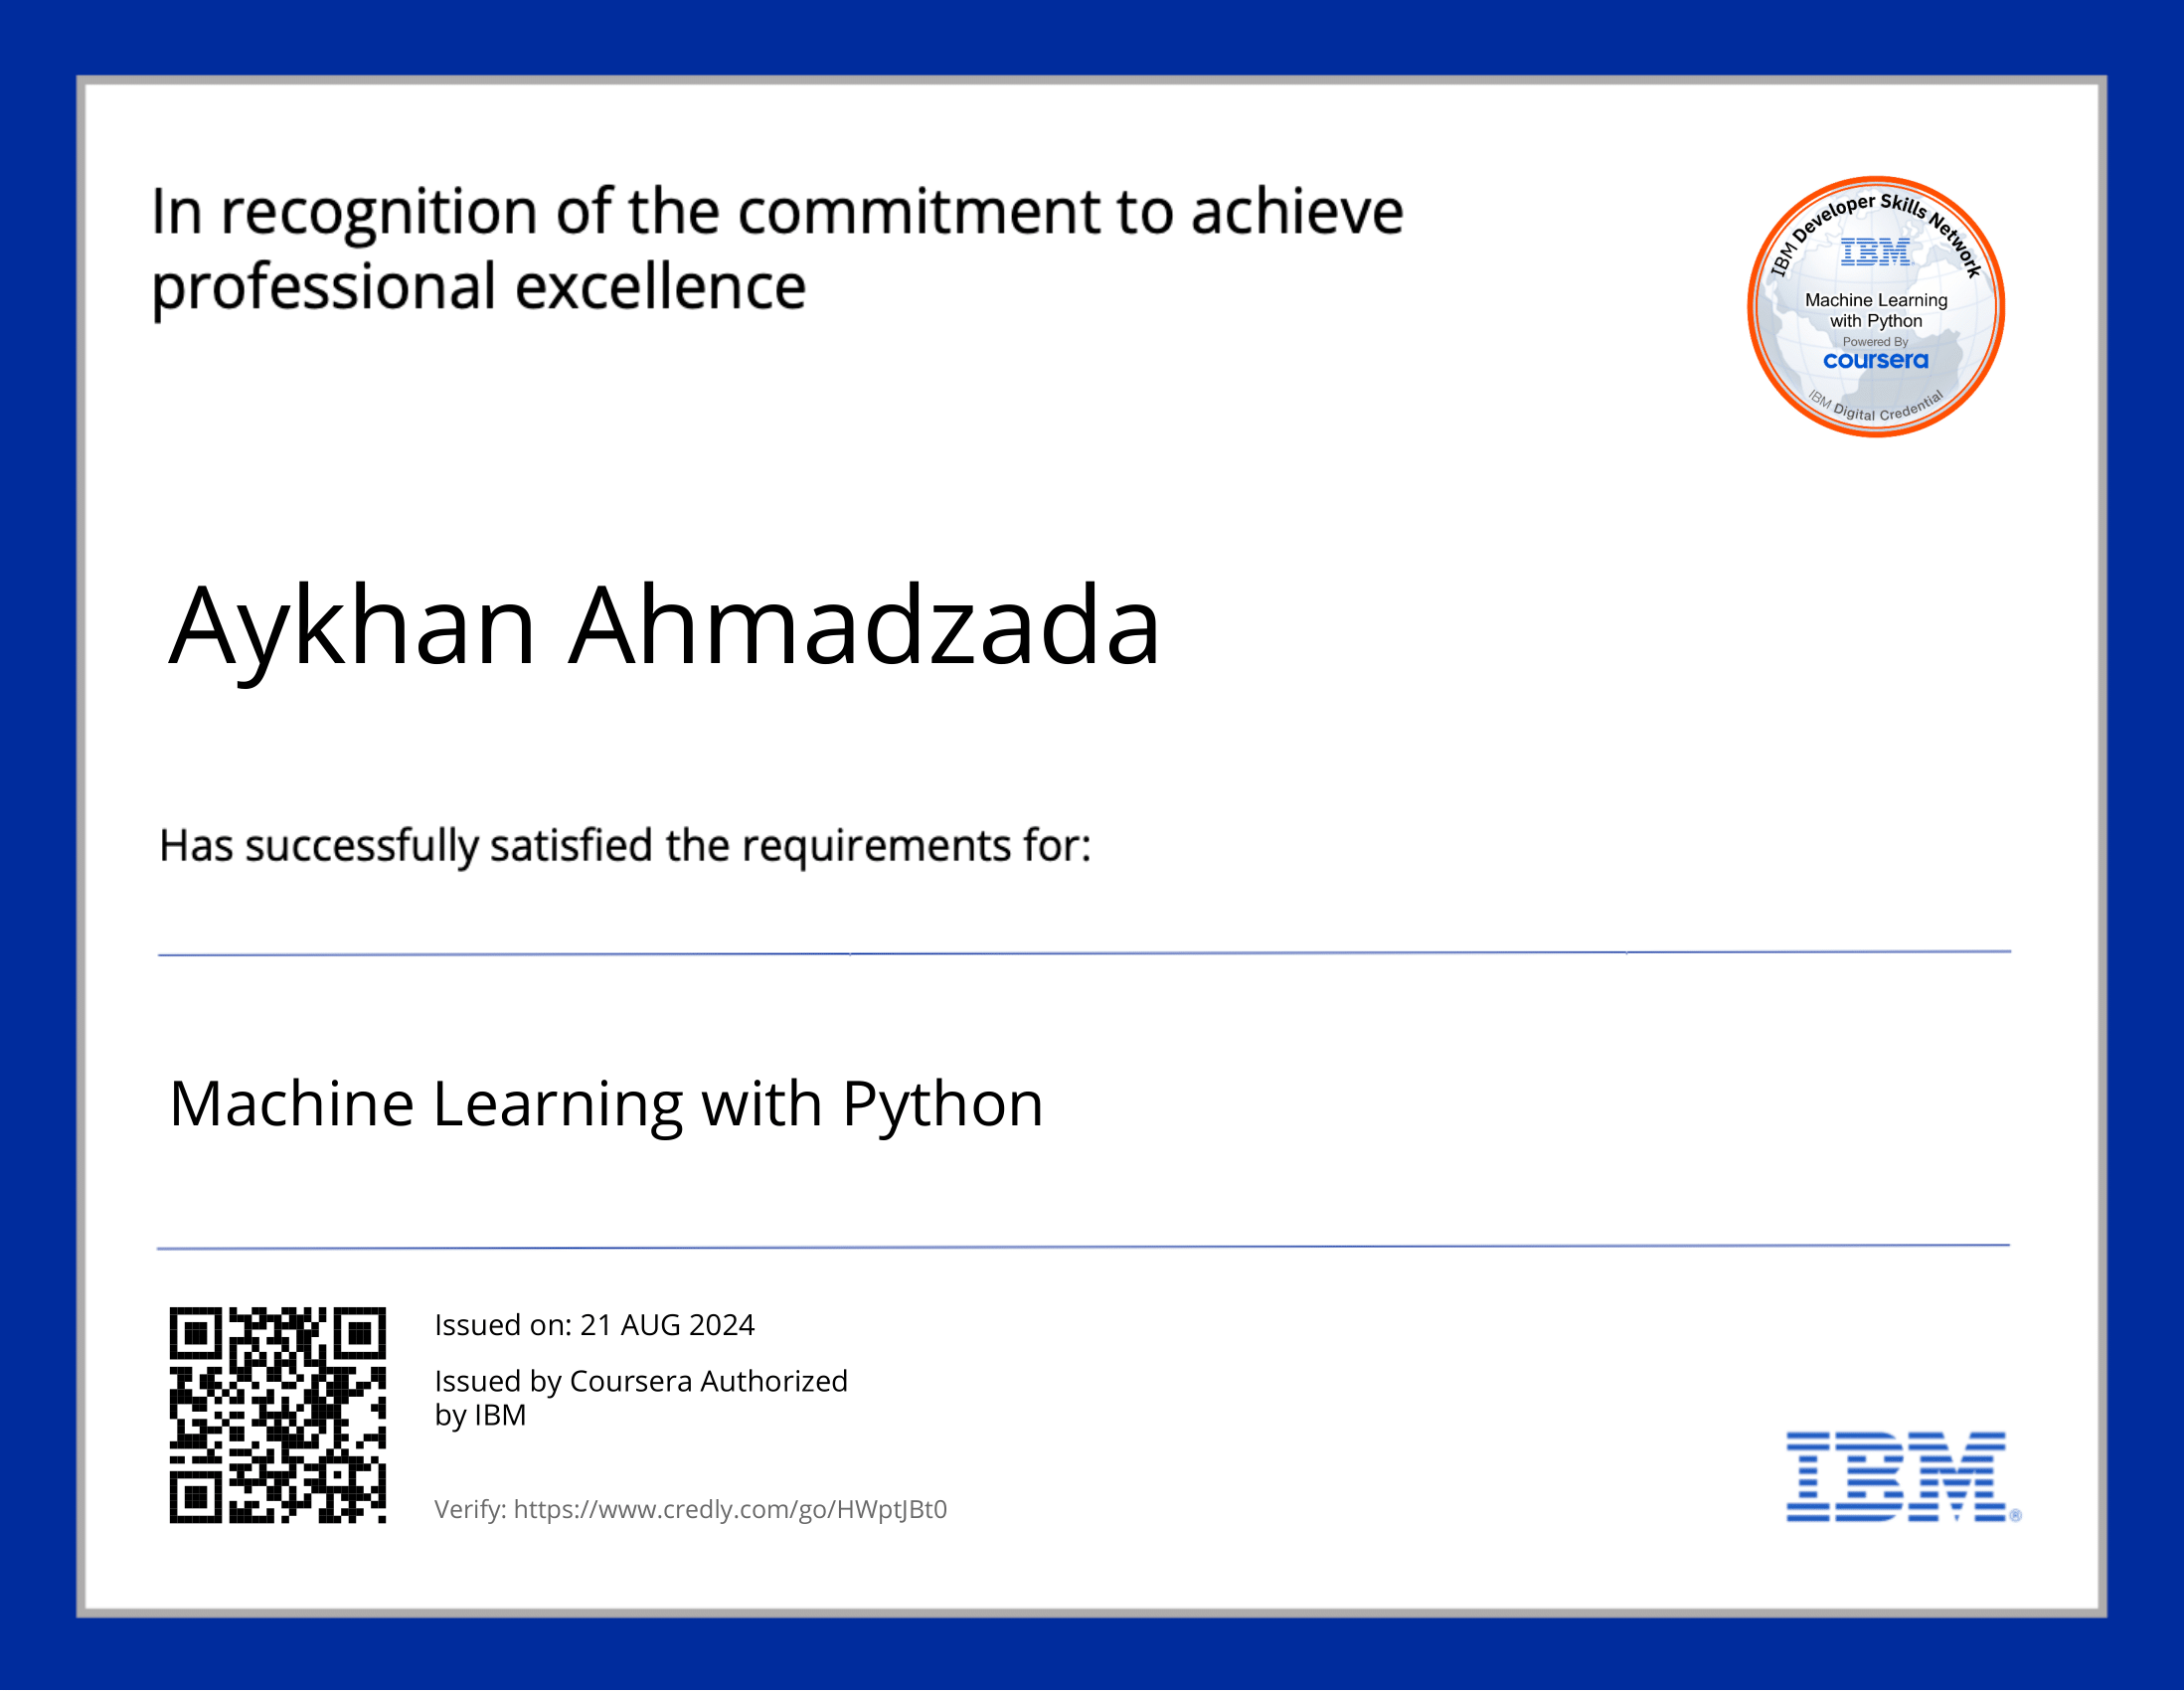 In recognition of the commitment to achieve
professional excellence
IBM Developer Skills Network
IBM
Machine Learning
with Python
Powered By
coursera
IBM Digital Credential
Aykhan Ahmadzada
Has successfully satisfied the requirements for:
Machine Learning with Python
Issued on: 21 AUG 2024
Issued by Coursera Authorized
by IBM
Verify: https://www.credly.com/go/HWptJBt0
IBM®